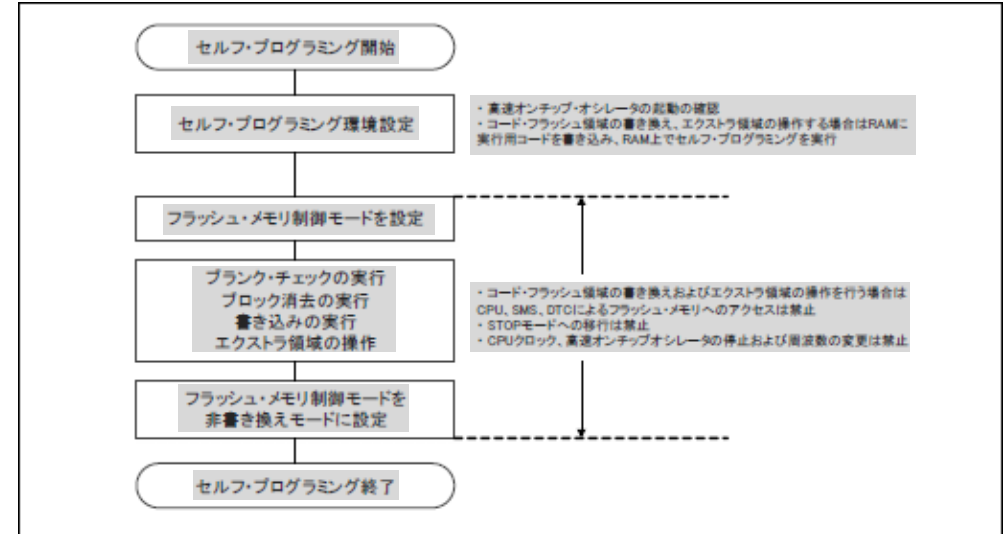 セルフ・プログラミング開始
セルフ・プログラミング環境設定
・高速オンチップ・オシレータの起動の確認
・コード・フラッシュ領域の書き換え、エクストラ領域の操作する場合はRAMに
実行用コードを書き込み、RAM上でセルフ・プログラミングを実行
フラッシュ・メモリ制御モードを設定
ブランク・チェックの実行
ブロック消去の実行
書き込みの実行
エクストラ領域の操作
・コード・フラッシュ領域の書き換えおよびエクストラ領域の操作を行う場合は
CPU, SMS, DTCによるフラッシュ・メモリへのアクセスは禁止
・STOPモードへの移行は禁止
・CPUクロック、高速オンチップオシレータの停止および周波数の変更は禁止
フラッシュ・メモリ制御モードを
非書き換えモードに設定
セルフ・プログラミング終了